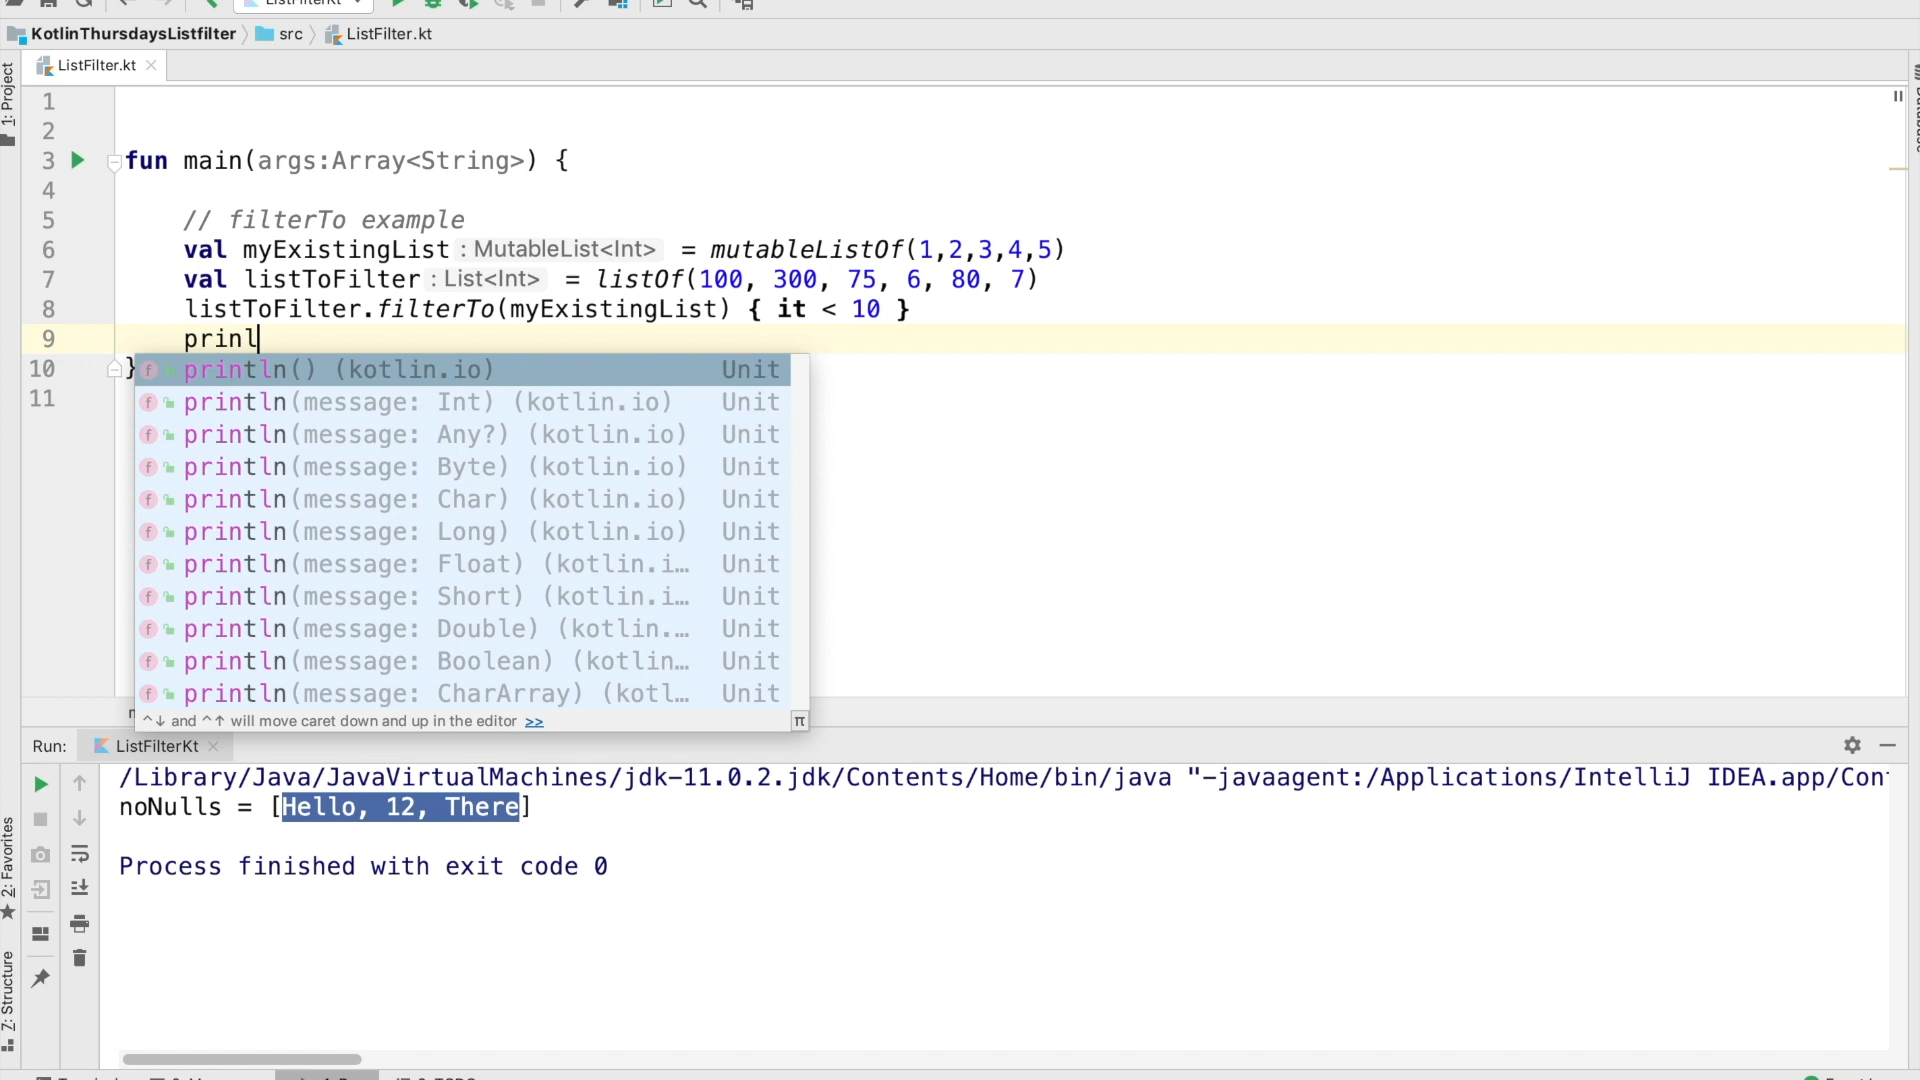 ListFilterKt
KotlinThursdaysListfilter
src
ListFilter.kt
ListFilter.kt
1: Project
Database
1
2
3 fun main(args:Array<String>) {
4
5 // filterTo example
6 val myExistingList : MutableList<Int> = mutableListOf(1,2,3,4,5)
7 val listToFilter : List<Int> = listOf(100, 300, 75, 6, 80, 7)
8 listToFilter.filterTo(myExistingList) { it < 10 }
9 prinl
10 }
11
println() (kotlin.io) Unit
println(message: Int) (kotlin.io) Unit
println(message: Any?) (kotlin.io) Unit
println(message: Byte) (kotlin.io) Unit
println(message: Char) (kotlin.io) Unit
println(message: Long) (kotlin.io) Unit
println(message: Float) (kotlin.i… Unit
println(message: Short) (kotlin.i… Unit
println(message: Double) (kotlin.… Unit
println(message: Boolean) (kotlin… Unit
println(message: CharArray) (kotl… Unit
^↓ and ^↑ will move caret down and up in the editor >> π
Run: ListFilterKt
/Library/Java/JavaVirtualMachines/jdk-11.0.2.jdk/Contents/Home/bin/java "-javaagent:/Applications/IntelliJ IDEA.app/Con
noNulls = [Hello, 12, There]
Process finished with exit code 0
2: Favorites
7: Structure